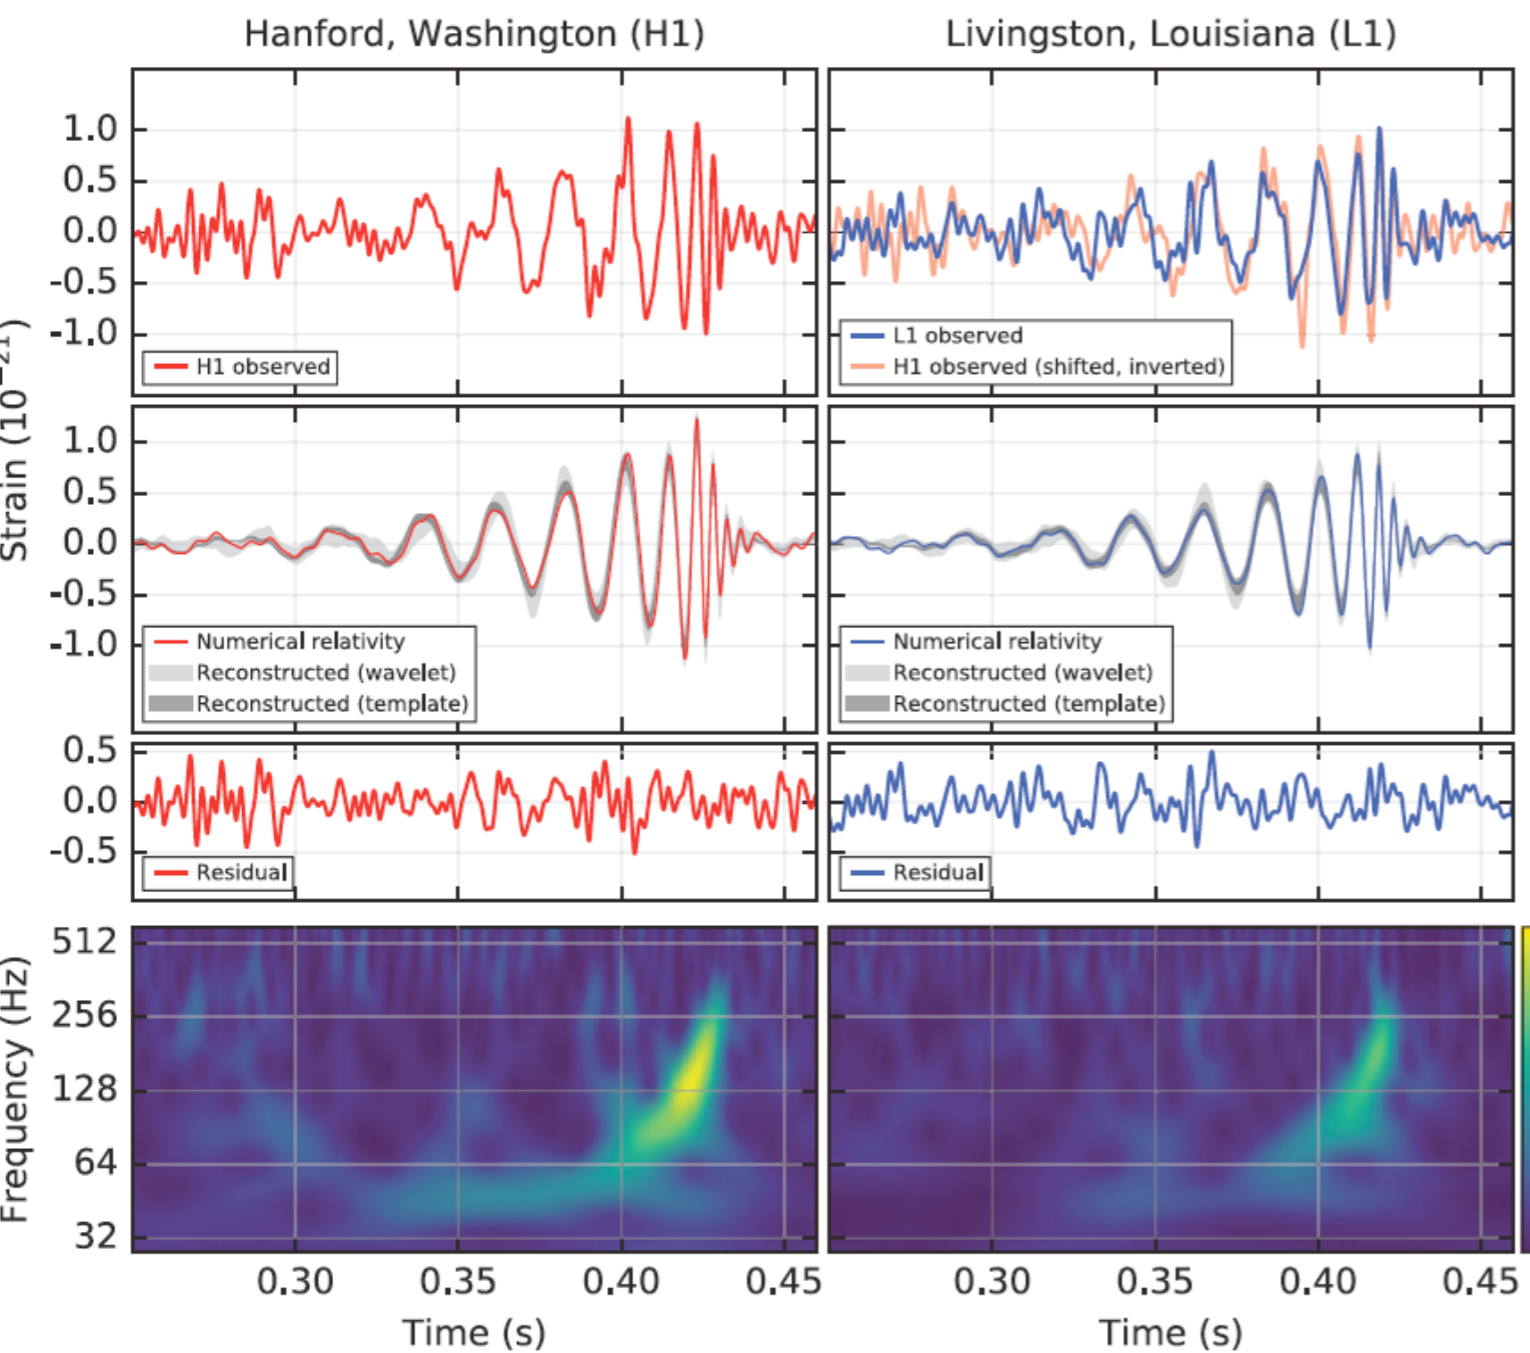 Hanford, Washington (H1)
Livingston, Louisiana (L1)
Strain (10⁻²¹)
1.0
0.5
0.0
-0.5
-1.0
H1 observed
L1 observed
H1 observed (shifted, inverted)
1.0
0.5
0.0
-0.5
-1.0
Numerical relativity
Reconstructed (wavelet)
Reconstructed (template)
Numerical relativity
Reconstructed (wavelet)
Reconstructed (template)
0.5
0.0
-0.5
Residual
Residual
Frequency (Hz)
512
256
128
64
32
0.30 0.35 0.40 0.45
0.30 0.35 0.40 0.45
Time (s)
Time (s)